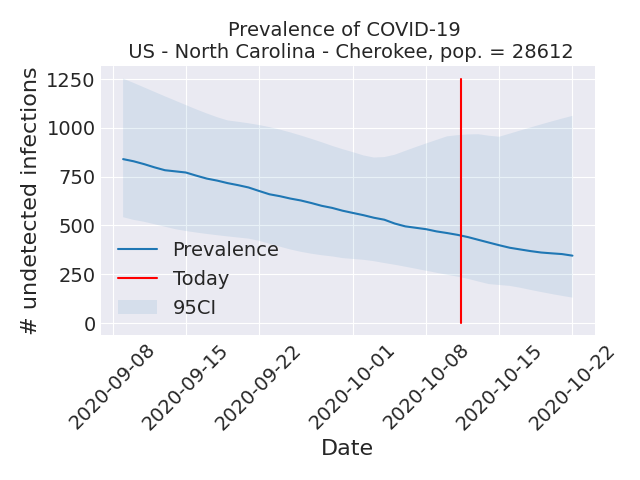 Prevalence of COVID-19
US - North Carolina - Cherokee, pop. = 28612
# undetected infections
1250
1000
750
500
250
0
Prevalence
Today
95CI
2020-09-08
2020-09-15
2020-09-22
2020-10-01
2020-10-08
2020-10-15
2020-10-22
Date